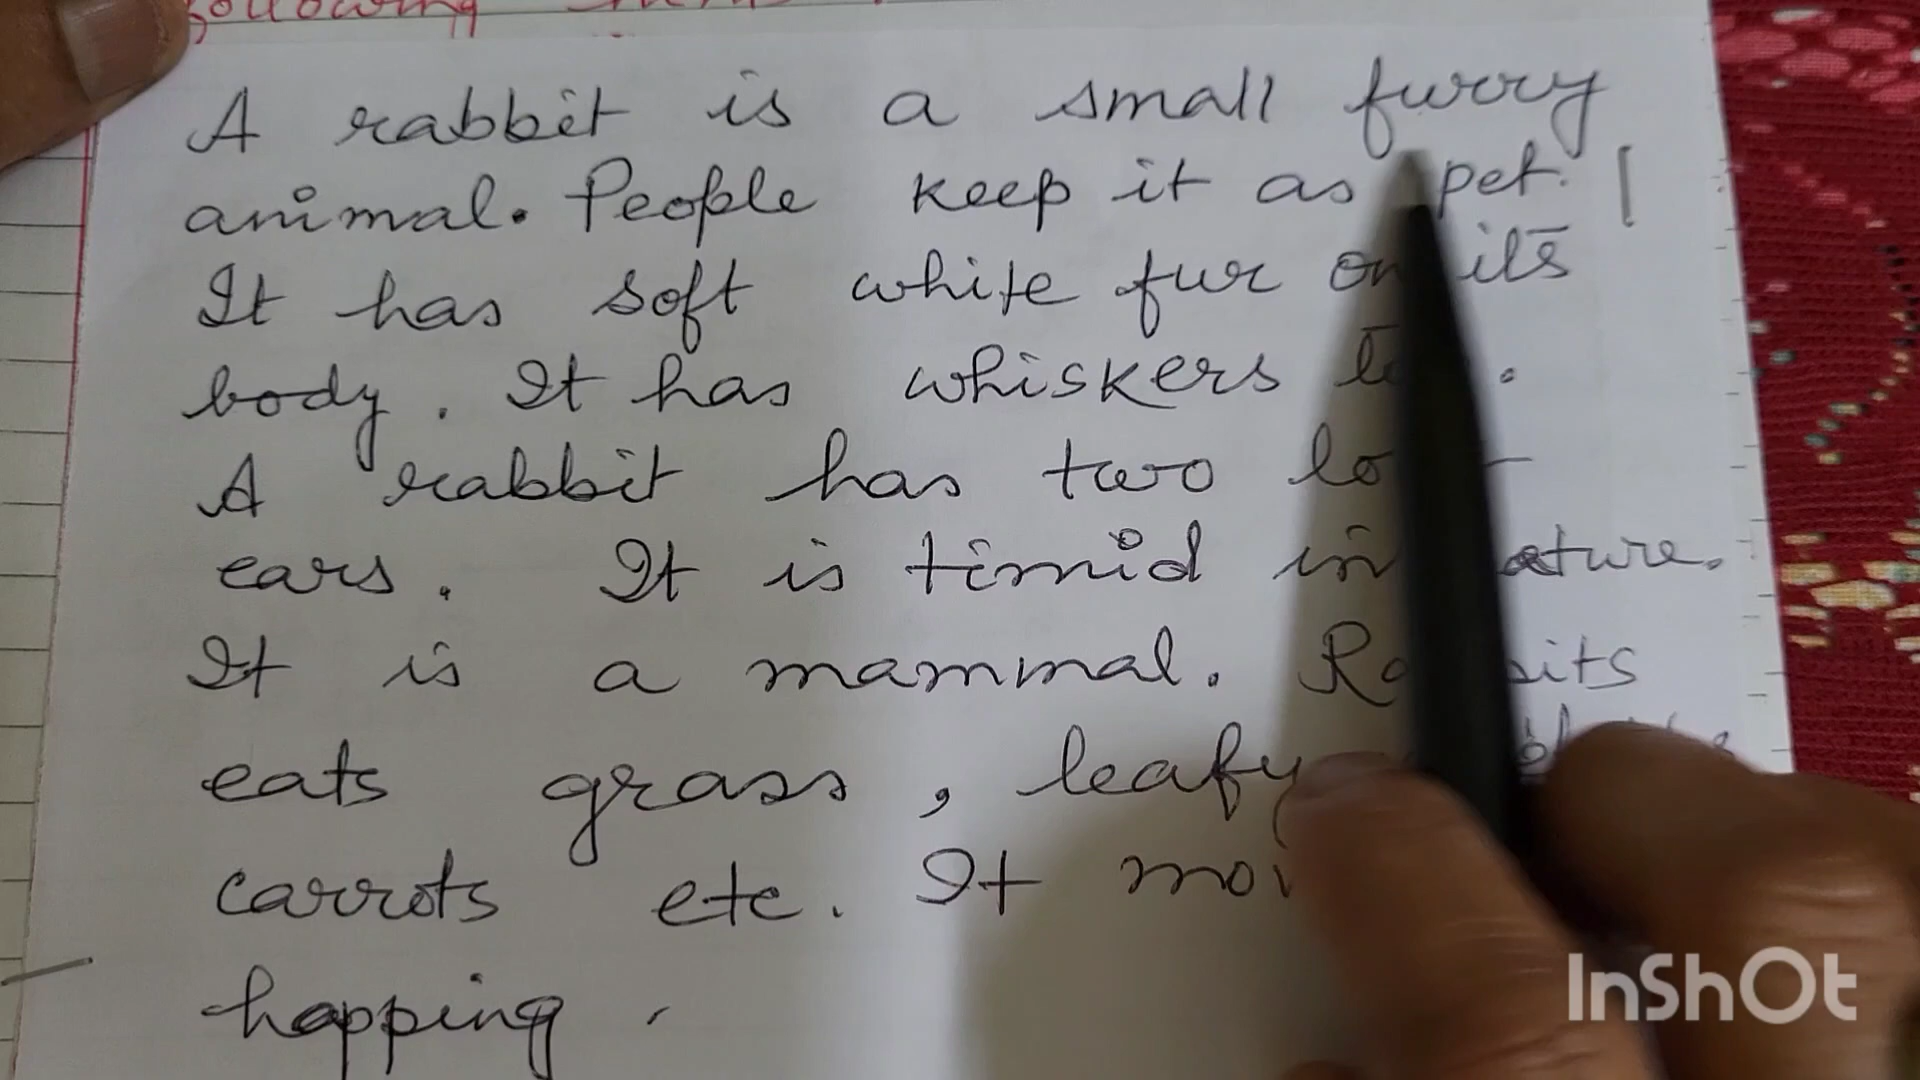 following
A rabbit is a small furry
animal. People keep it as pet.
It has soft white fur on its
body. It has whiskers
A rabbit has two
ears. It is timid in
It is a mammal.
eats grass, leafy
carrots etc. It
hopping.
InShOt